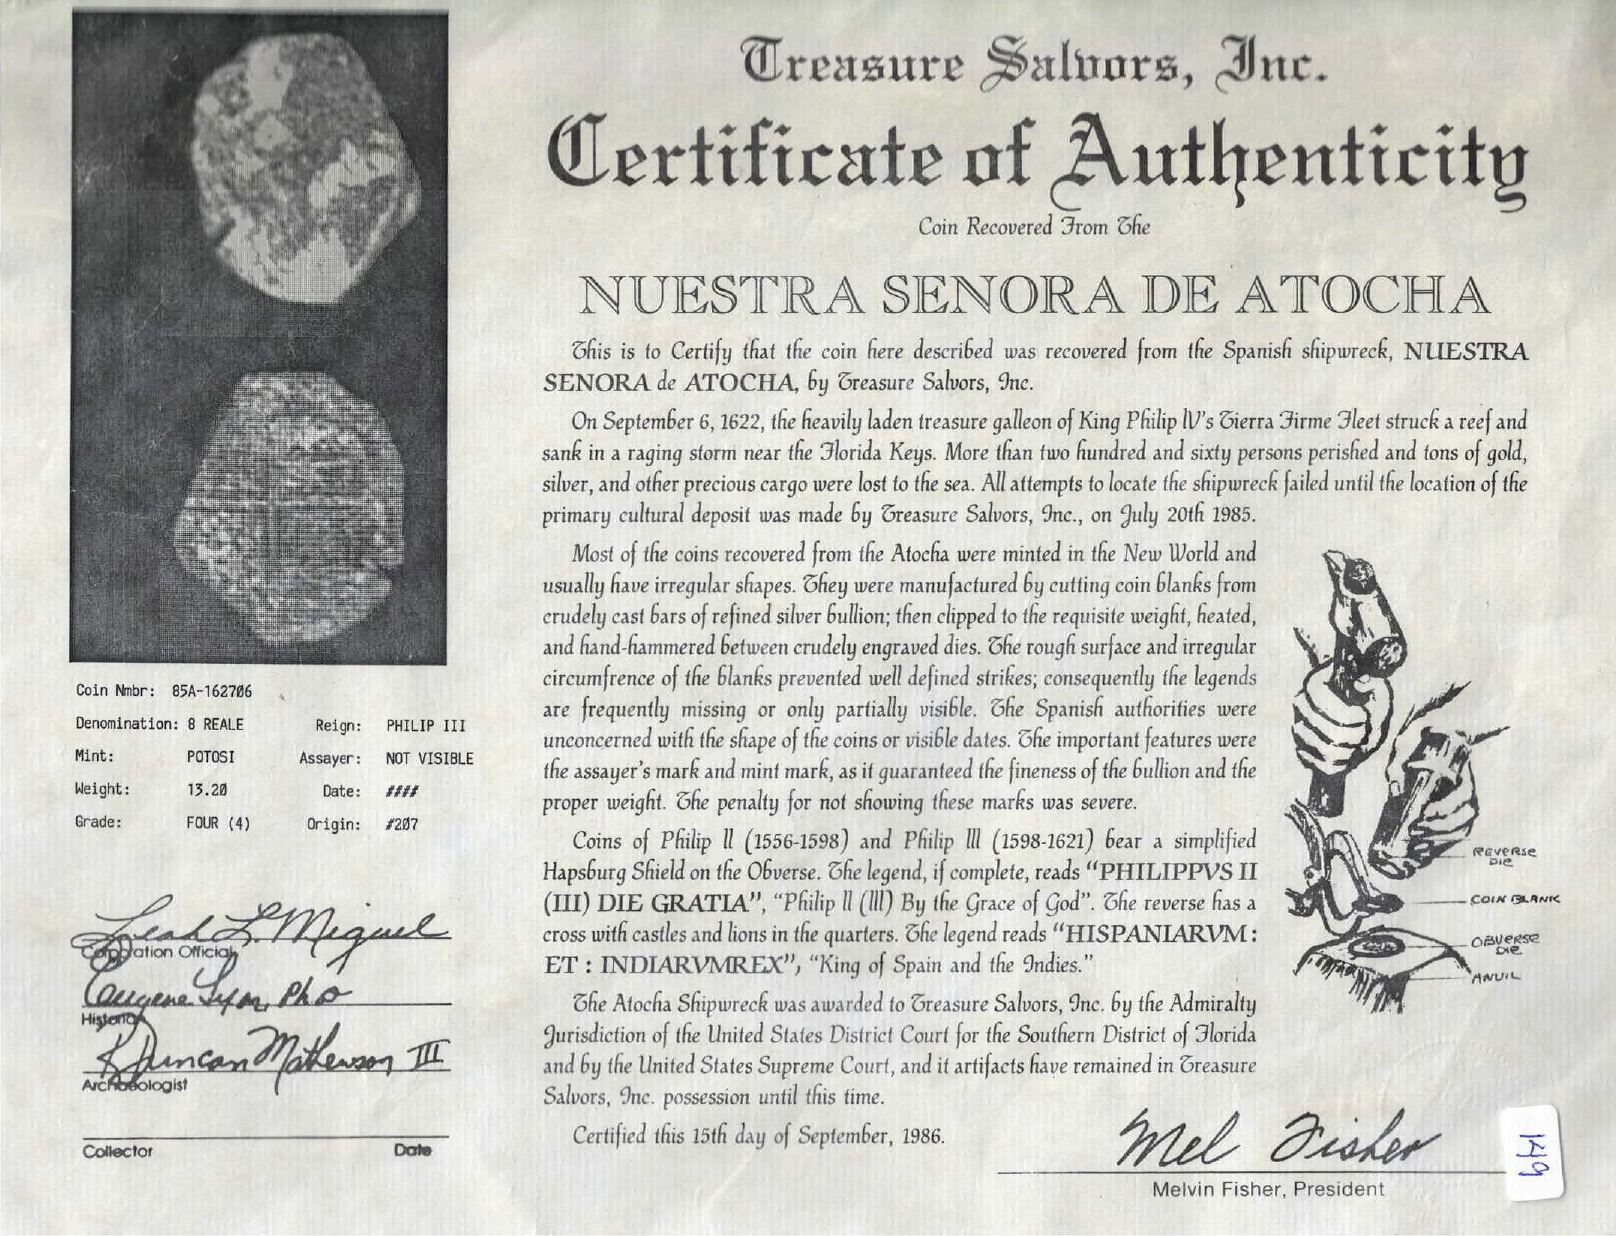 Treasure Salvors, Inc.
Certificate of Authenticity
Coin Recovered From The
NUESTRA SENORA DE ATOCHA
This is to Certify that the coin here described was recovered from the Spanish shipwreck, NUESTRA
SENORA de ATOCHA, by Treasure Salvors, Inc.
On September 6, 1622, the heavily laden treasure galleon of King Philip IV's Tierra Firme Fleet struck a reef and
sank in a raging storm near the Florida Keys. More than two hundred and sixty persons perished and tons of gold,
silver, and other precious cargo were lost to the sea. All attempts to locate the shipwreck failed until the location of the
primary cultural deposit was made by Treasure Salvors, Inc., on July 20th 1985.
Most of the coins recovered from the Atocha were minted in the New World and
usually have irregular shapes. They were manufactured by cutting coin blanks from
crudely cast bars of refined silver bullion; then clipped to the requisite weight, heated,
and hand-hammered between crudely engraved dies. The rough surface and irregular
circumfrence of the blanks prevented well defined strikes; consequently the legends
are frequently missing or only partially visible. The Spanish authorities were
unconcerned with the shape of the coins or visible dates. The important features were
the assayer's mark and mint mark, as it guaranteed the fineness of the bullion and the
proper weight. The penalty for not showing these marks was severe.
Coins of Philip II (1556-1598) and Philip III (1598-1621) bear a simplified
Hapsburg Shield on the Obverse. The legend, if complete, reads "PHILIPPVS II
(III) DIE GRATIA", "Philip II (III) By the Grace of God". The reverse has a
cross with castles and lions in the quarters. The legend reads "HISPANIARVM :
ET : INDIARVMREX", "King of Spain and the Indies."
The Atocha Shipwreck was awarded to Treasure Salvors, Inc. by the Admiralty
Jurisdiction of the United States District Court for the Southern District of Florida
and by the United States Supreme Court, and it artifacts have remained in Treasure
Salvors, Inc. possession until this time.
Certified this 15th day of September, 1986.
REVERSE
DIE
COIN BLANK
OBVERSE
DIE
ANVIL
Mel Fisher
Melvin Fisher, President
149
Coin Nmbr: 85A-162706
Denomination: 8 REALE Reign: PHILIP III
Mint: POTOSI Assayer: NOT VISIBLE
Weight: 13.20 Date: ####
Grade: FOUR (4) Origin: #207
Leah L. Miguel
Corporation Official
Eugene Lyon, PhD
Historian
R Duncan Mathewson III
Archaeologist
Collector Date